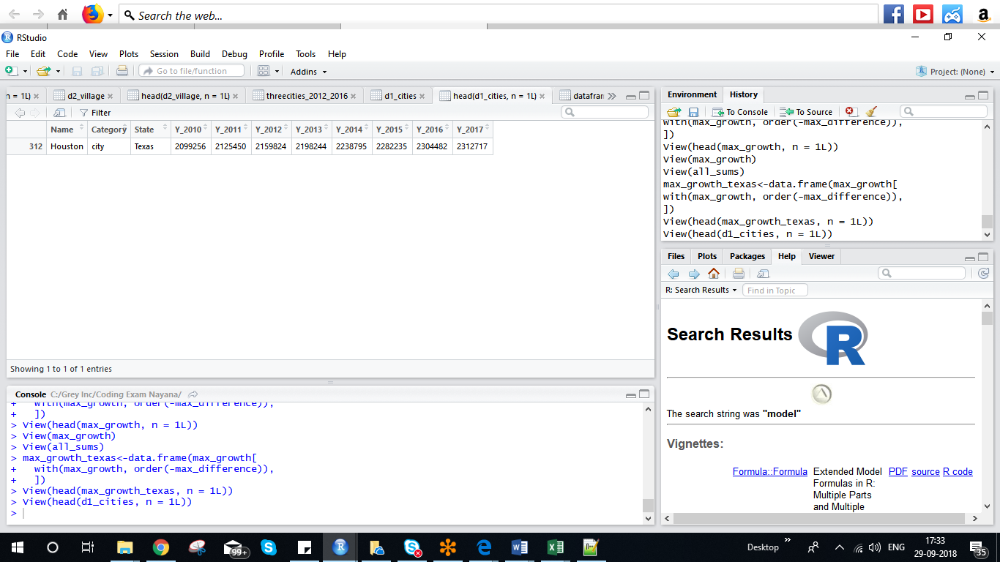 Search the web...
a
RStudio
File Edit Code View Plots Session Build Debug Profile Tools Help
Go to file/function Addins Project: (None)
n = 1L) d2_village head(d2_village, n = 1L) threecities_2012_2016 d1_cities head(d1_cities, n = 1L) datafran
Filter
Name Category State Y_2010 Y_2011 Y_2012 Y_2013 Y_2014 Y_2015 Y_2016 Y_2017
312 Houston city Texas 2099256 2125450 2159824 2198244 2238795 2282235 2304482 2312717
Showing 1 to 1 of 1 entries
Console C:/Grey Inc/Coding Exam Nayana/
+ with(max_growth, order(-max_difference)),
+ ])
> View(head(max_growth, n = 1L))
> View(max_growth)
> View(all_sums)
> max_growth_texas<-data.frame(max_growth[
+ with(max_growth, order(-max_difference)),
+ ])
> View(head(max_growth_texas, n = 1L))
> View(head(d1_cities, n = 1L))
>
Environment History
To Console To Source
with(max_growth, order(-max_difference)),
])
View(head(max_growth, n = 1L))
View(max_growth)
View(all_sums)
max_growth_texas<-data.frame(max_growth[
with(max_growth, order(-max_difference)),
])
View(head(max_growth_texas, n = 1L))
View(head(d1_cities, n = 1L))
Files Plots Packages Help Viewer
R: Search Results Find in Topic
Search Results R
The search string was "model"
Vignettes:
Formula::Formula Extended Model PDF source R code
Formulas in R:
Multiple Parts
and Multiple
99+
Desktop ENG 17:33
29-09-2018 35